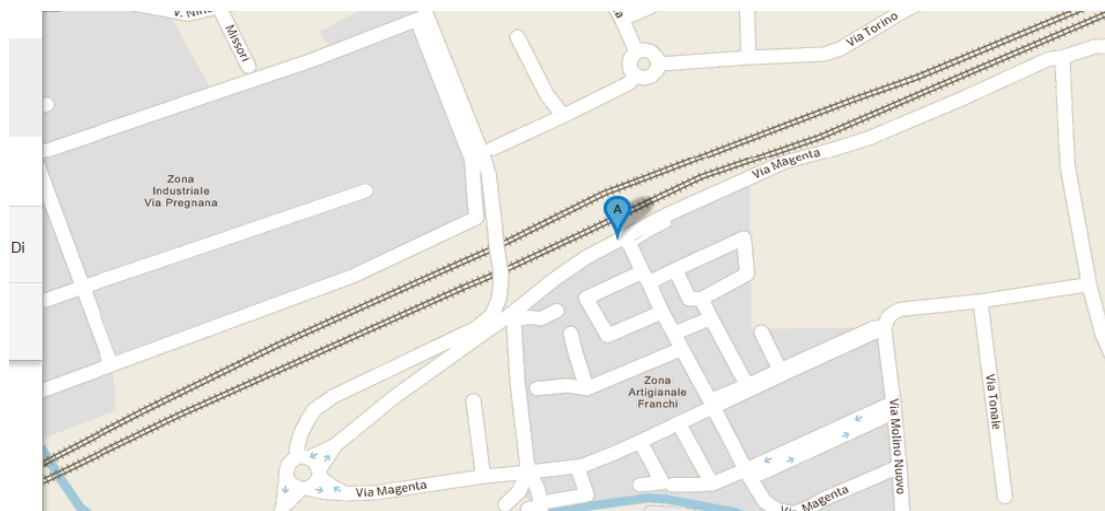 V. Nino
Missori
Via Torino
Via Magenta
Zona
Industriale
Via Pregnana
A
Di
Zona
Artigianale
Franchi
Via Tonale
Via Molino Nuovo
Via Magenta
Via Magenta